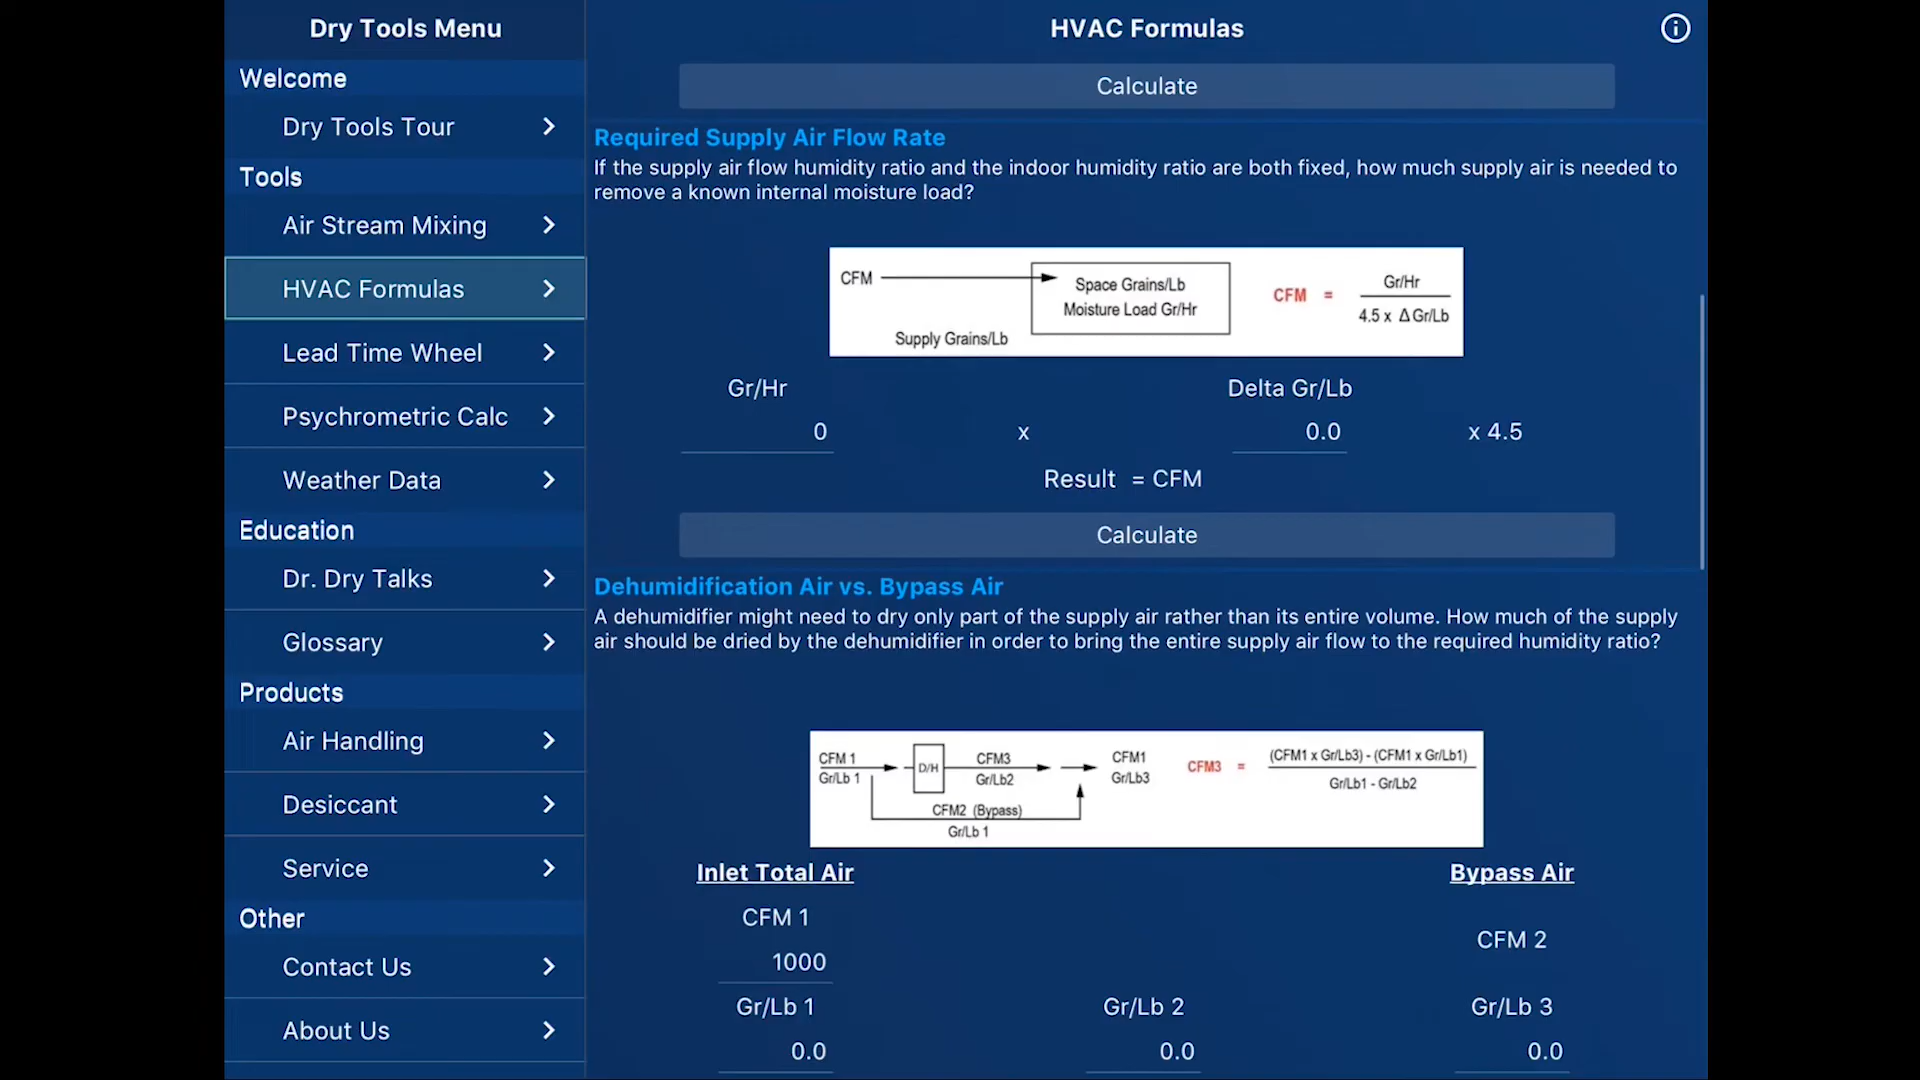 Dry Tools Menu
Welcome
Dry Tools Tour
Tools
Air Stream Mixing
HVAC Formulas
Lead Time Wheel
Psychrometric Calc
Weather Data
Education
Dr. Dry Talks
Glossary
Products
Air Handling
Desiccant
Service
Other
Contact Us
About Us
HVAC Formulas
Calculate
Required Supply Air Flow Rate
If the supply air flow humidity ratio and the indoor humidity ratio are both fixed, how much supply air is needed to
remove a known internal moisture load?
CFM
Space Grains/Lb
Moisture Load Gr/Hr
Supply Grains/Lb
CFM = Gr/Hr
4.5 x Δ Gr/Lb
Gr/Hr Delta Gr/Lb
0 x 0.0 x 4.5
Result = CFM
Calculate
Dehumidification Air vs. Bypass Air
A dehumidifier might need to dry only part of the supply air rather than its entire volume. How much of the supply
air should be dried by the dehumidifier in order to bring the entire supply air flow to the required humidity ratio?
CFM 1
Gr/Lb 1
D/H
CFM3
Gr/Lb2
CFM1
Gr/Lb3
CFM2 (Bypass)
Gr/Lb 1
CFM3 = (CFM1 x Gr/Lb3) - (CFM1 x Gr/Lb1)
Gr/Lb1 - Gr/Lb2
Inlet Total Air Bypass Air
CFM 1 CFM 2
1000
Gr/Lb 1 Gr/Lb 2 Gr/Lb 3
0.0 0.0 0.0